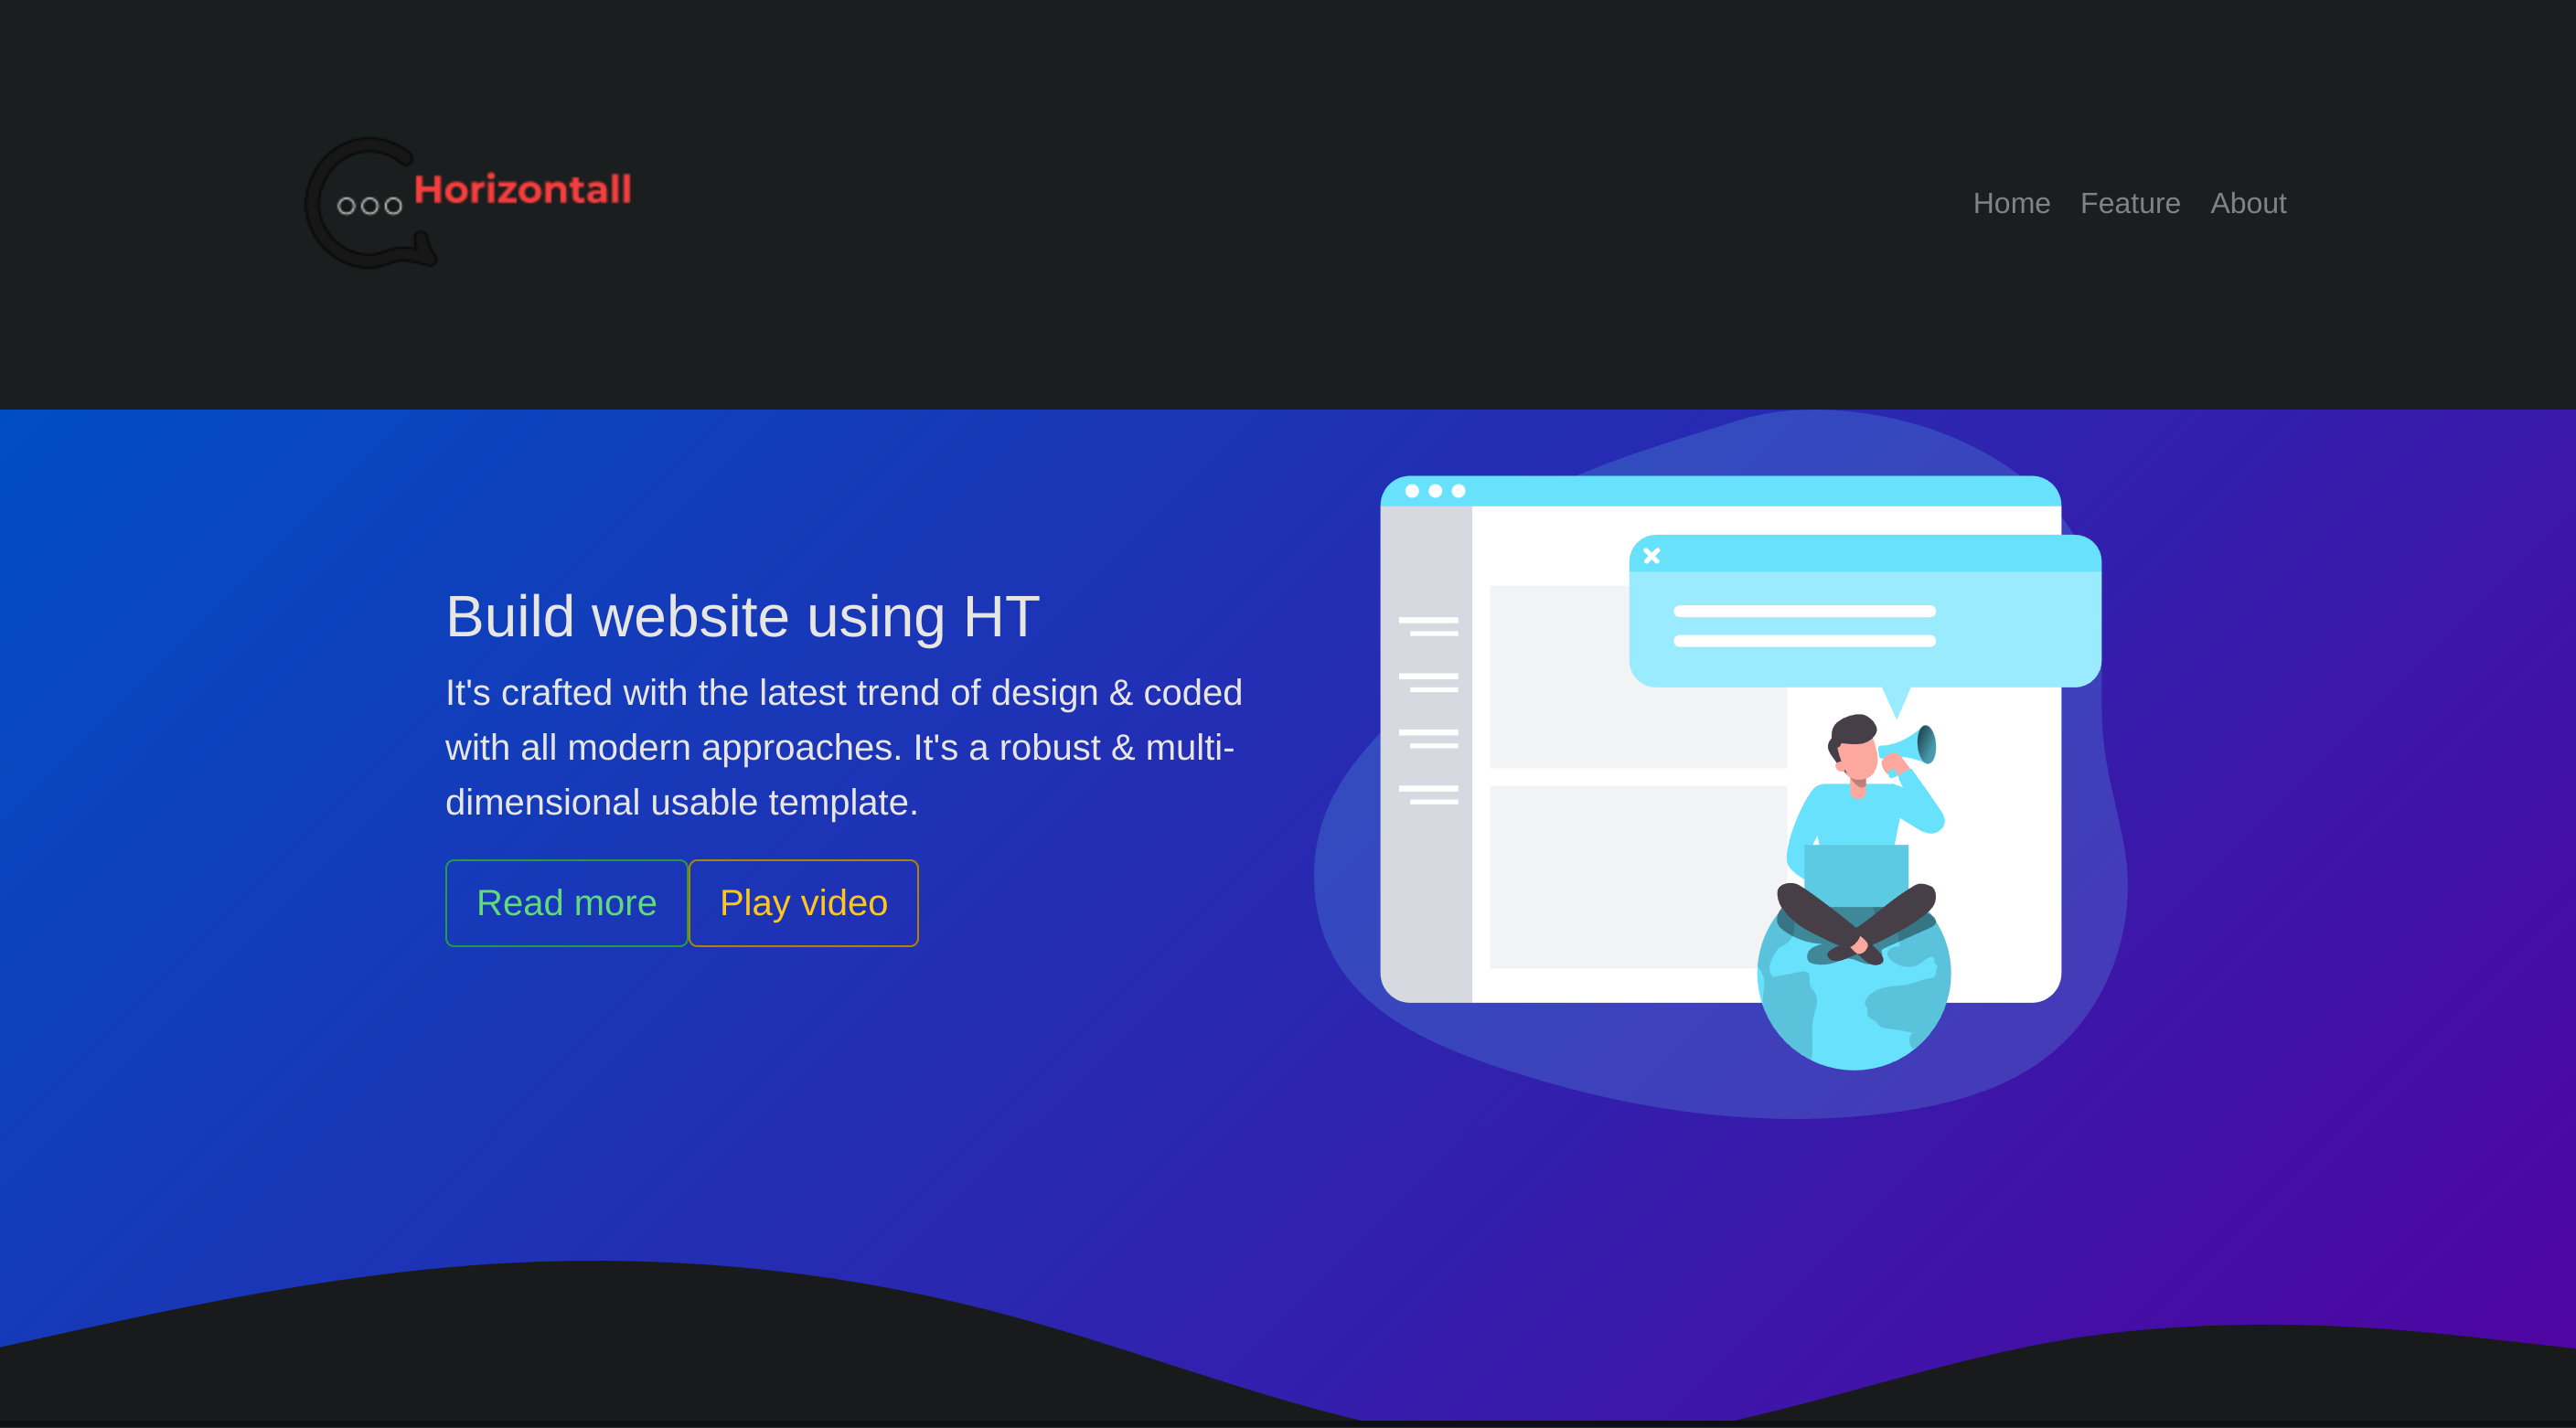 Horizontall
Home Feature About
Build website using HT
It's crafted with the latest trend of design & coded
with all modern approaches. It's a robust & multi-
dimensional usable template.
Read more Play video